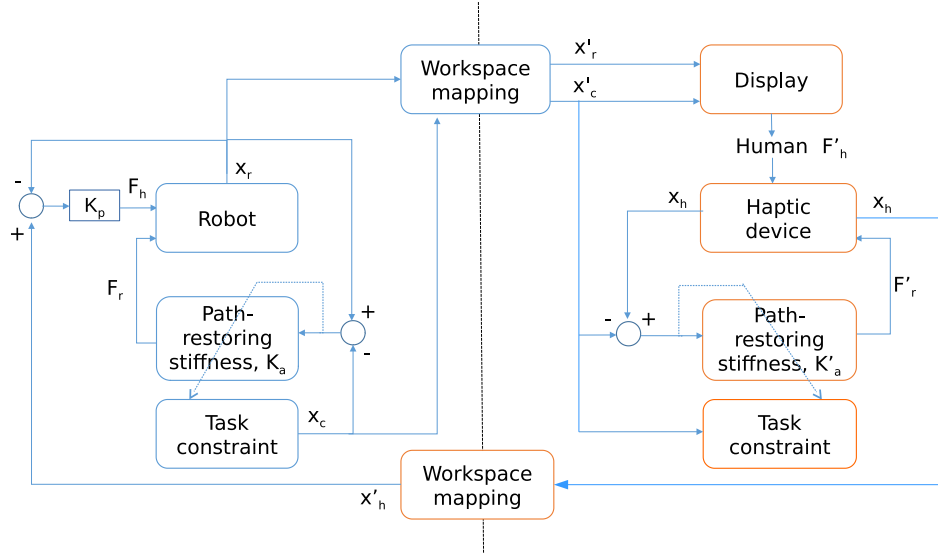 Workspace
mapping
x'r
x'c
Display
Human F’h
-
xr
Fh
Kp
+
Robot
xh
Haptic
device
xh
Fr
F’r
Path-
restoring
stiffness, Ka
+
-
-
+
Path-
restoring
stiffness, K’a
Task
constraint
xc
Task
constraint
x’h
Workspace
mapping